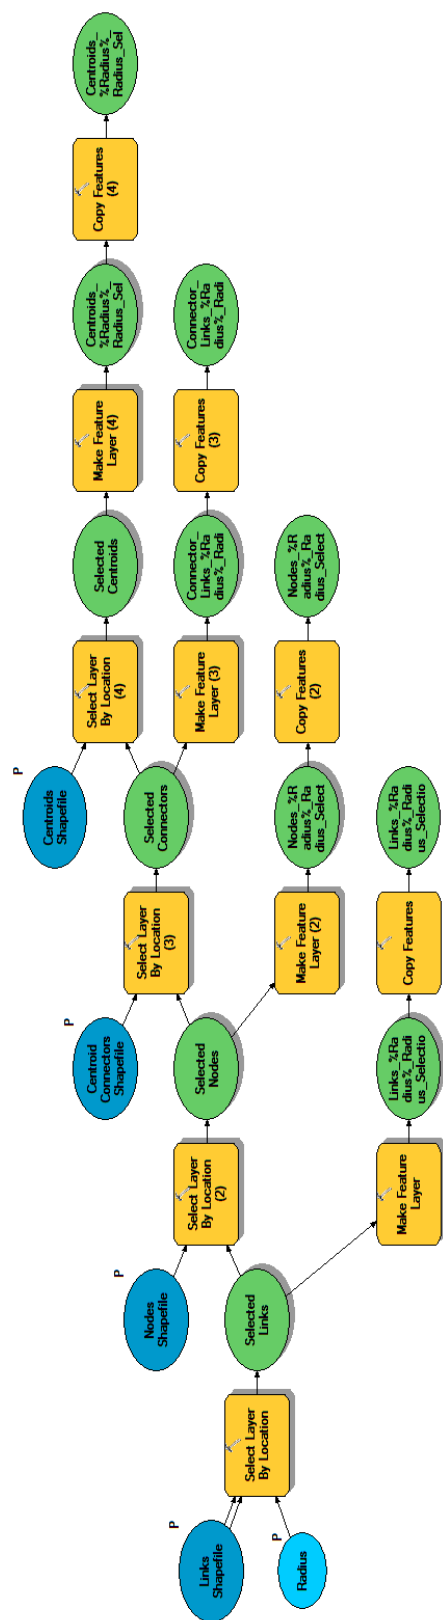 P
Links
Shapefile
P
Radius
Select Layer
By Location
Selected
Links
P
Nodes
Shapefile
Select Layer
By Location
(2)
Selected
Nodes
P
Centroid
Connectors
Shapefile
Select Layer
By Location
(3)
Selected
Connectors
P
Centroids
Shapefile
Select Layer
By Location
(4)
Selected
Centroids
Make Feature
Layer (4)
Centroids_
%Radius%_
Radius_Sel
Copy Features
(4)
Centroids_
%Radius%_
Radius_Sel
Make Feature
Layer (3)
Connector_
Links_%Ra
dius%_Radi
Copy Features
(3)
Connector_
Links_%Ra
dius%_Radi
Make Feature
Layer (2)
Nodes_%R
adius%_Ra
dius_Select
Copy Features
(2)
Nodes_%R
adius%_Ra
dius_Select
Make Feature
Layer
Links_%Ra
dius%_Radi
us_Selectio
Copy Features
Links_%Ra
dius%_Radi
us_Selectio